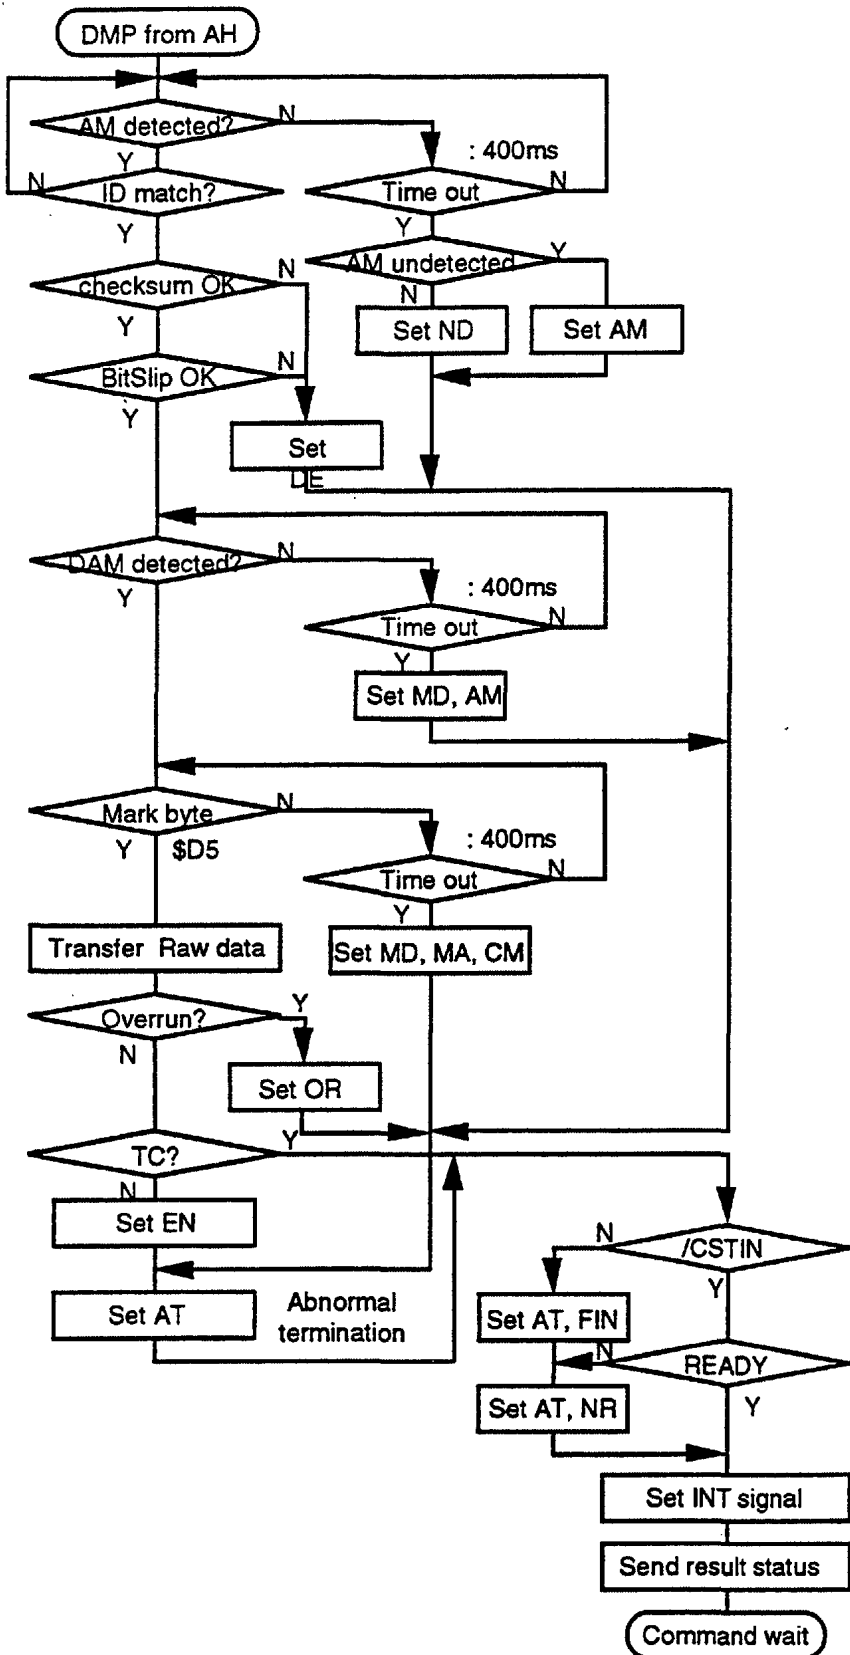 DMP from AH
AM detected?
N
Y
: 400ms
N
ID match?
Time out
N
Y
Y
AM undetected
Y
checksum OK
N
N
Y
Set ND
Set AM
BitSlip OK
N
Y
Set
DE
DAM detected?
N
Y
: 400ms
Time out
N
Y
Set MD, AM
Mark byte
N
Y
$D5
: 400ms
Time out
N
Y
Transfer Raw data
Set MD, MA, CM
Overrun?
Y
N
Set OR
TC?
Y
N
Set EN
/CSTIN
N
Y
Set AT
Abnormal
termination
Set AT, FIN
N
READY
Y
Set AT, NR
Set INT signal
Send result status
Command wait